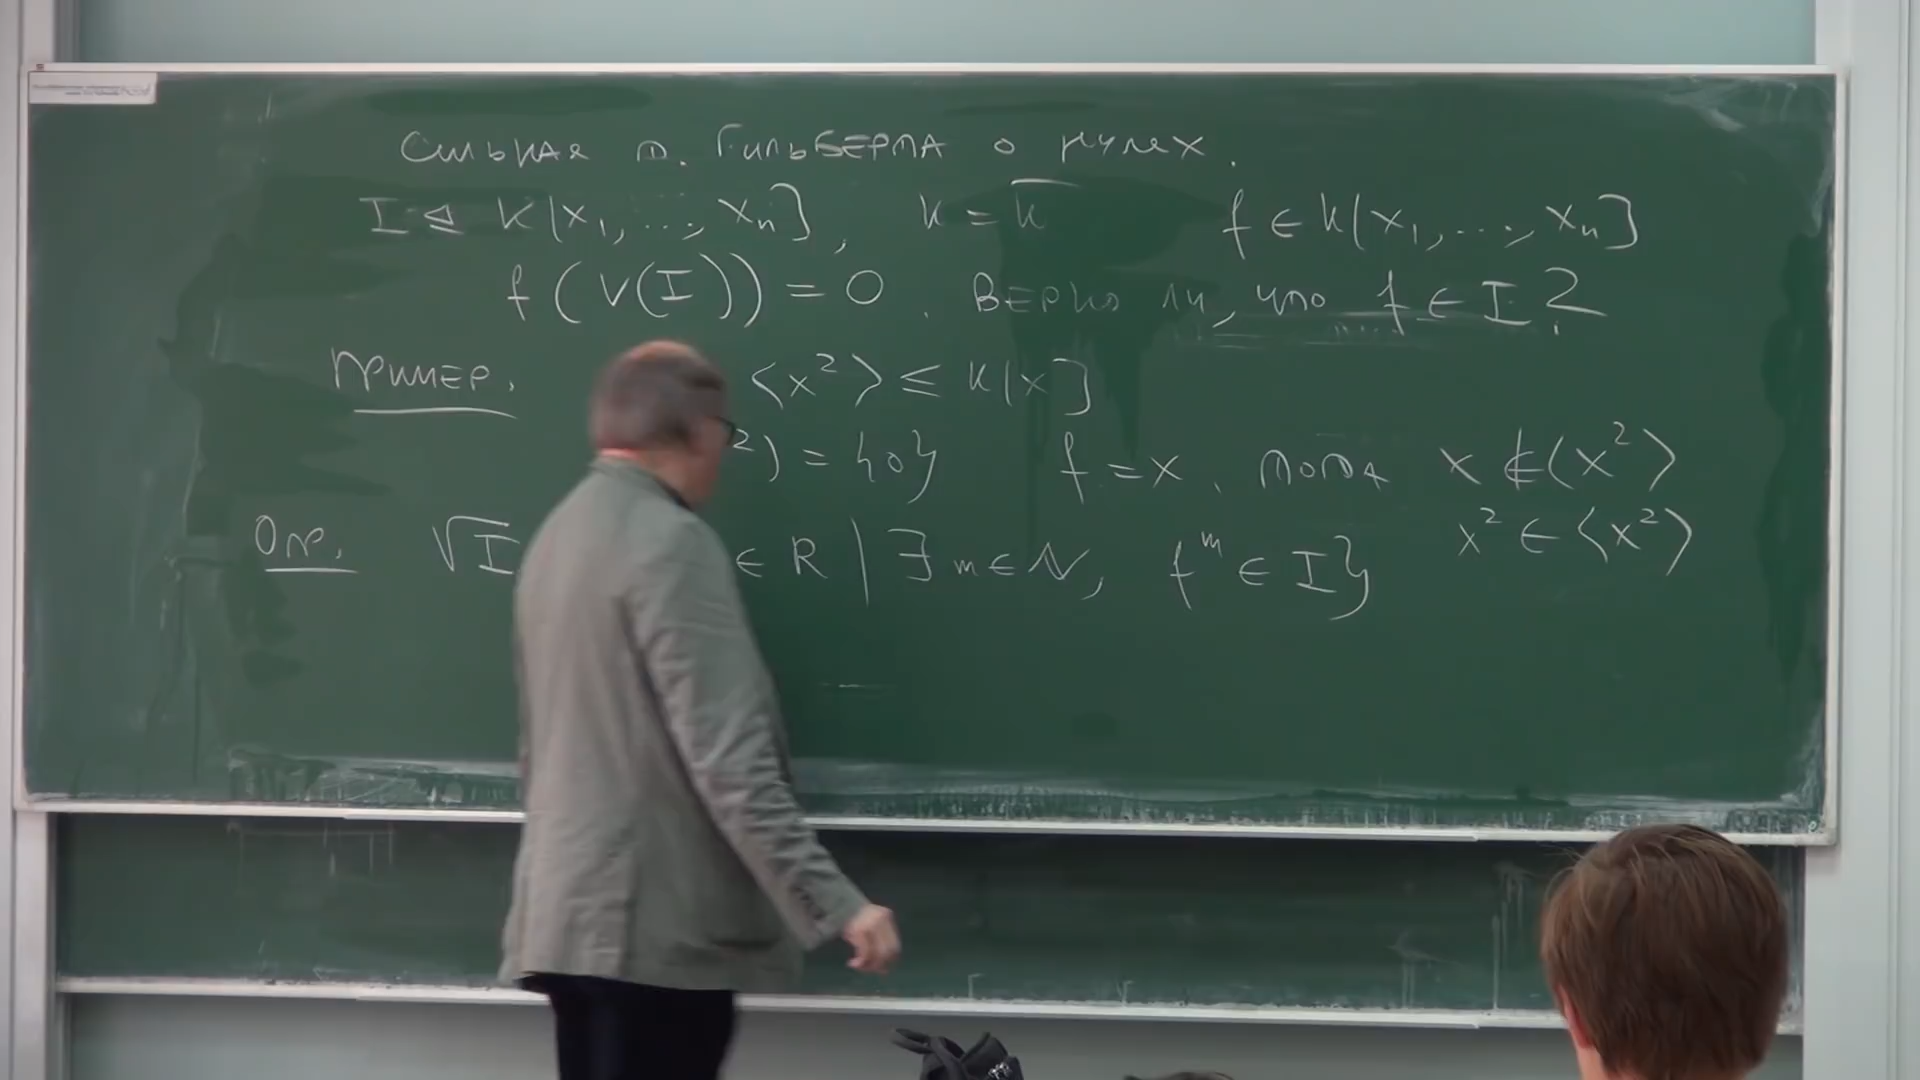 Сильная т. Гильберта о нулях.
I ⊴ k[x₁, ..., xₙ], k = k̄ f ∈ k[x₁, ..., xₙ]
f(V(I)) = 0. Верно ли, что f ∈ I?
Пример. ⟨x²⟩ ⊴ k[x]
²) = {0} f = x. тогда x ∉ ⟨x²⟩
x² ∈ ⟨x²⟩
Опр. √I ∈ R | ∃ m ∈ N, f^m ∈ I}